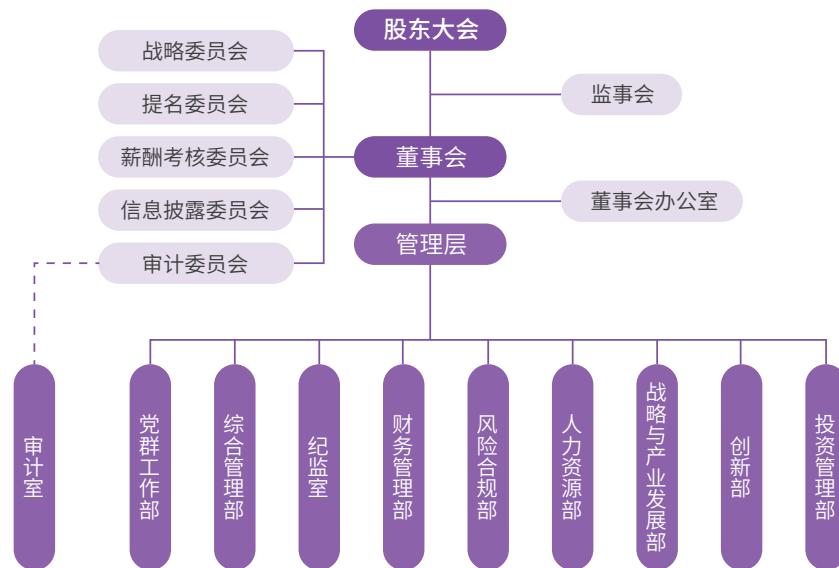 股东大会
战略委员会
监事会
提名委员会
薪酬考核委员会
董事会
信息披露委员会
董事会办公室
管理层
审计委员会
审计室
党群工作部
综合管理部
纪监室
财务管理部
风险合规部
人力资源部
战略与产业发展部
创新部
投资管理部